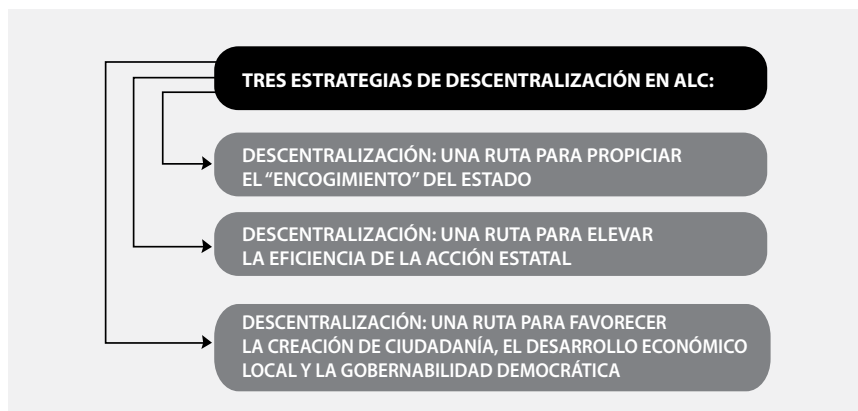 TRES ESTRATEGIAS DE DESCENTRALIZACIÓN EN ALC:
DESCENTRALIZACIÓN: UNA RUTA PARA PROPICIAR
EL “ENCOGIMIENTO” DEL ESTADO
DESCENTRALIZACIÓN: UNA RUTA PARA ELEVAR
LA EFICIENCIA DE LA ACCIÓN ESTATAL
DESCENTRALIZACIÓN: UNA RUTA PARA FAVORECER
LA CREACIÓN DE CIUDADANÍA, EL DESARROLLO ECONÓMICO
LOCAL Y LA GOBERNABILIDAD DEMOCRÁTICA